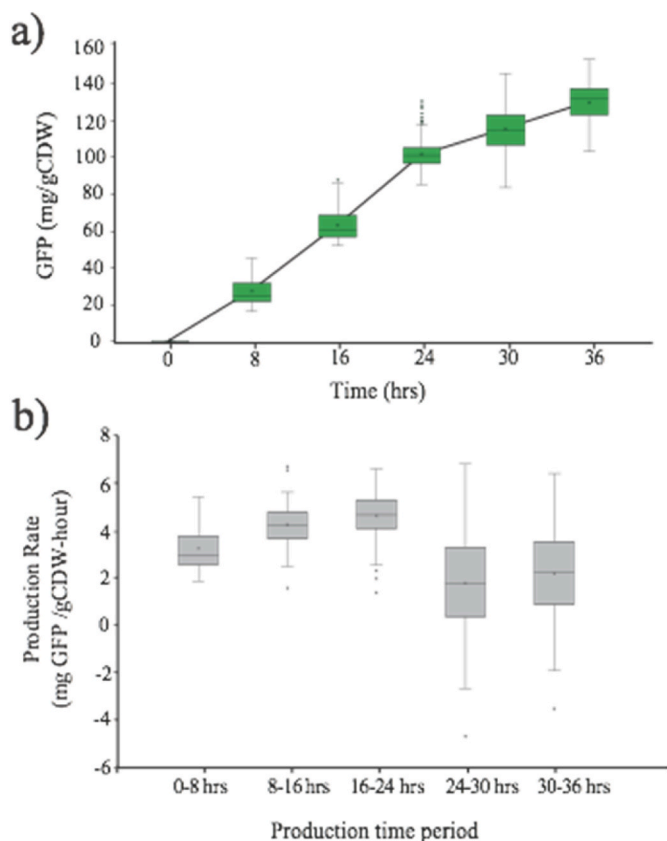 a)
160
140
120
100
60
40
20
0
GFP (mg/gCDW)
0 8 16 24 30 36
Time (hrs)
b)
8
6
4
2
0
-2
-4
-6
Production Rate
(mg GFP /gCDW-hour)
0-8 hrs 8-16 hrs 16-24 hrs 24-30 hrs 30-36 hrs
Production time period